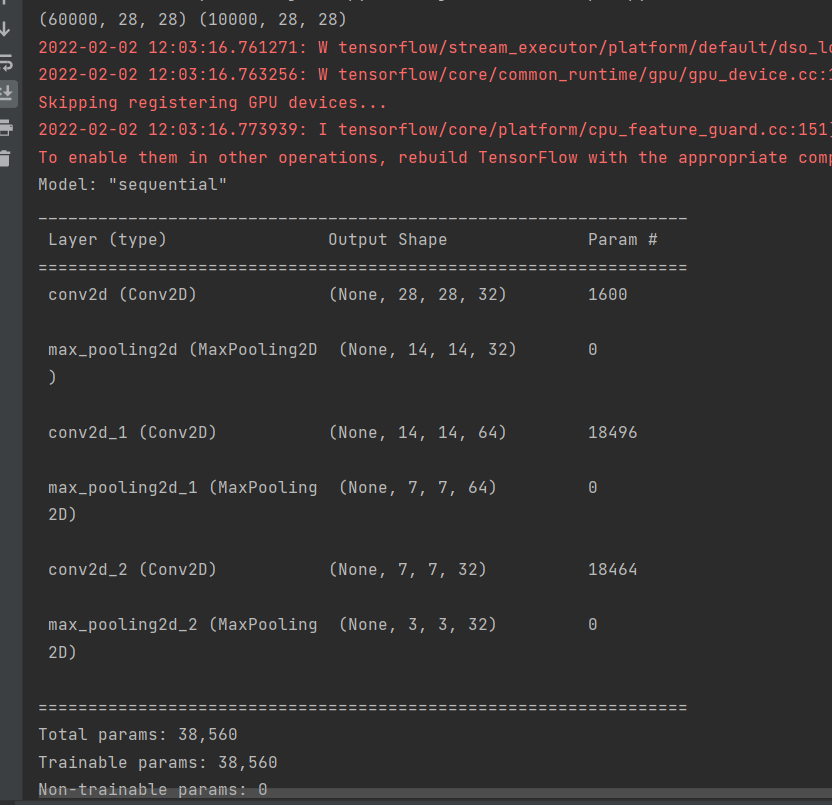 (60000, 28, 28) (10000, 28, 28)
2022-02-02 12:03:16.761271: W tensorflow/stream_executor/platform/default/dso_lo
2022-02-02 12:03:16.763256: W tensorflow/core/common_runtime/gpu/gpu_device.cc:1
Skipping registering GPU devices...
2022-02-02 12:03:16.773939: I tensorflow/core/platform/cpu_feature_guard.cc:151]
To enable them in other operations, rebuild TensorFlow with the appropriate comp
Model: "sequential"
_________________________________________________________________
Layer (type) Output Shape Param #
=================================================================
conv2d (Conv2D) (None, 28, 28, 32) 1600
max_pooling2d (MaxPooling2D (None, 14, 14, 32) 0
)
conv2d_1 (Conv2D) (None, 14, 14, 64) 18496
max_pooling2d_1 (MaxPooling (None, 7, 7, 64) 0
2D)
conv2d_2 (Conv2D) (None, 7, 7, 32) 18464
max_pooling2d_2 (MaxPooling (None, 3, 3, 32) 0
2D)
=================================================================
Total params: 38,560
Trainable params: 38,560
Non-trainable params: 0